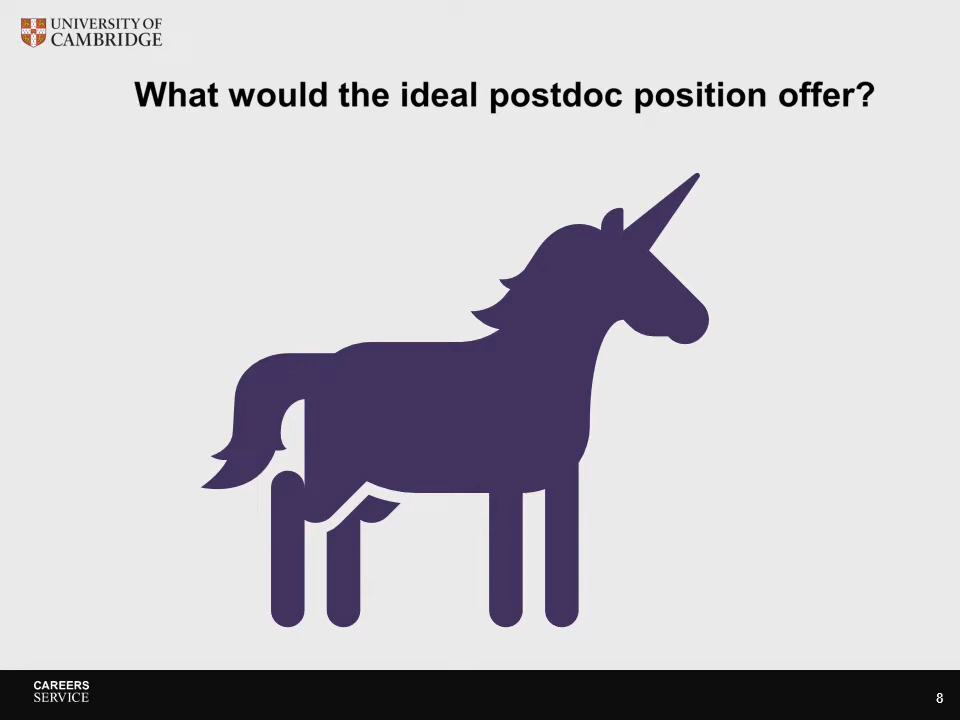 UNIVERSITY OF
CAMBRIDGE
What would the ideal postdoc position offer?
CAREERS
SERVICE
8